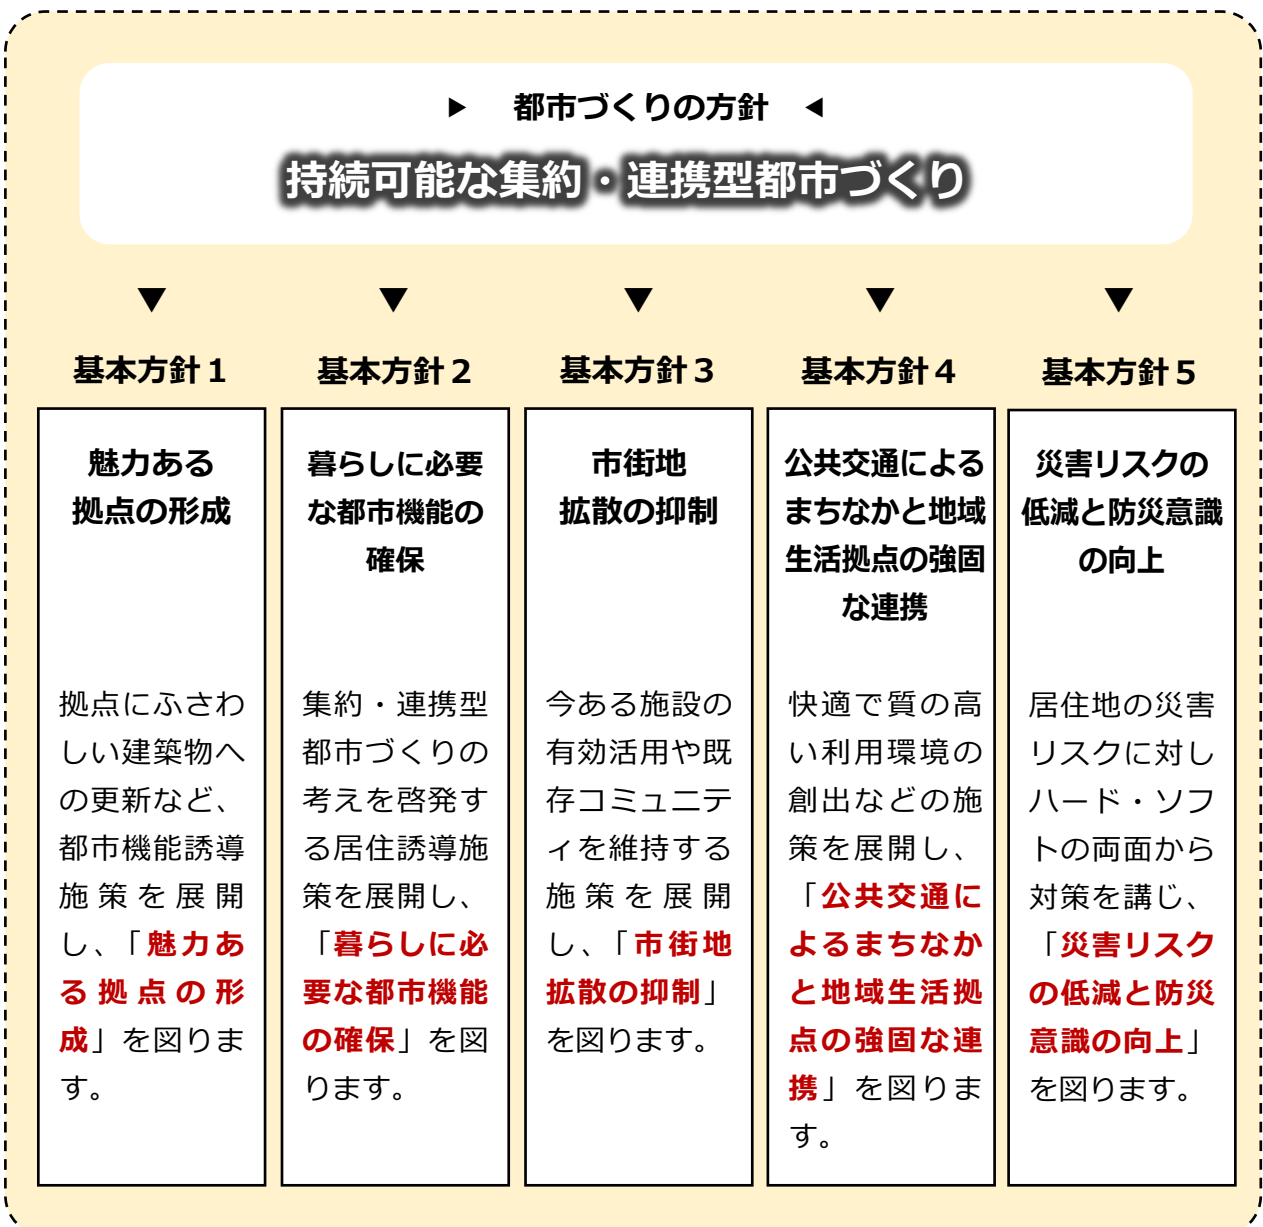 ▶ 都市づくりの方針 ◀
持続可能な集約・連携型都市づくり
▼ ▼ ▼ ▼ ▼
基本方針１
魅力ある
拠点の形成
拠点にふさわ
しい建築物へ
の更新など、
都市機能誘導
施策を展開
し、「魅力あ
る拠点の形
成」を図りま
す。
基本方針２
暮らしに必要
な都市機能の
確保
集約・連携型
都市づくりの
考えを啓発す
る居住誘導施
策を展開し、
「暮らしに必
要な都市機能
の確保」を図
ります。
基本方針３
市街地
拡散の抑制
今ある施設の
有効活用や既
存コミュニテ
ィを維持する
施策を展開
し、「市街地
拡散の抑制」
を図ります。
基本方針４
公共交通による
まちなかと地域
生活拠点の強固
な連携
快適で質の高
い利用環境の
創出などの施
策を展開し、
「公共交通に
よるまちなか
と地域生活拠
点の強固な連
携」を図りま
す。
基本方針５
災害リスクの
低減と防災意識
の向上
居住地の災害
リスクに対し
ハード・ソフ
トの両面から
対策を講じ、
「災害リスク
の低減と防災
意識の向上」
を図ります。